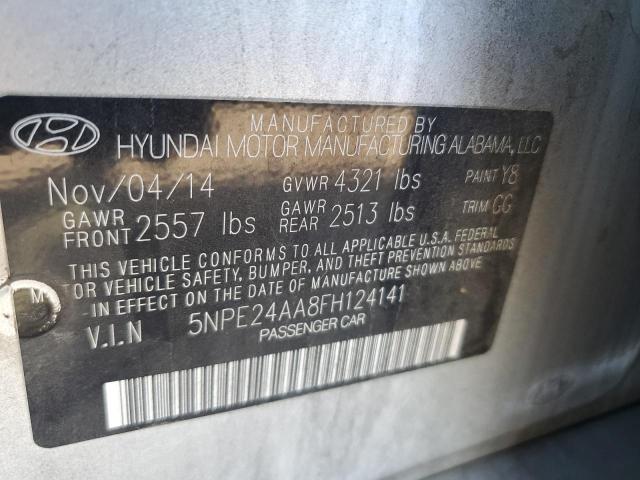 MANUFACTURED BY
HYUNDAI MOTOR MANUFACTURING ALABAMA, LLC
Nov/04/14 GVWR 4321 lbs PAINT Y8
GAWR FRONT 2557 lbs GAWR REAR 2513 lbs TRIM GG
THIS VEHICLE CONFORMS TO ALL APPLICABLE U.S.A. FEDERAL
MOTOR VEHICLE SAFETY, BUMPER, AND THEFT PREVENTION STANDARDS
IN EFFECT ON THE DATE OF MANUFACTURE SHOWN ABOVE.
V.I.N 5NPE24AA8FH124141
PASSENGER CAR